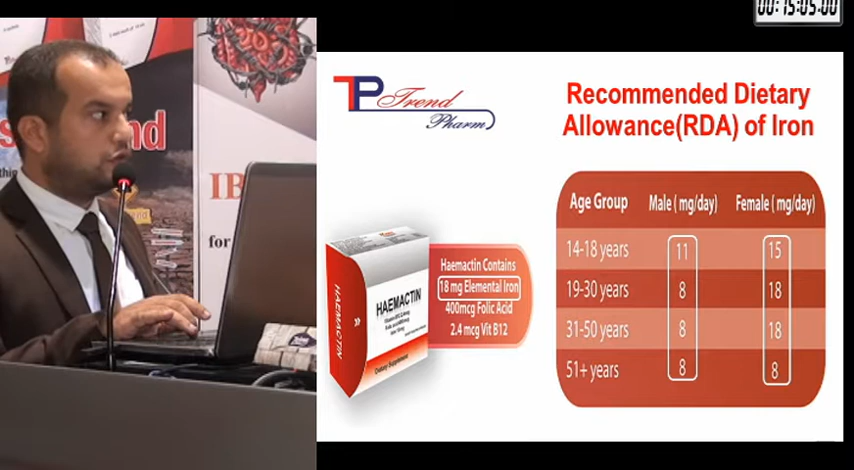 00:15:05:00
nd
IB
for
TP Trend
Pharm
Recommended Dietary
Allowance(RDA) of Iron
Haemactin Contains
18 mg Elemental Iron
400mcg Folic Acid
2.4 mcg Vit B12
HAEMACTIN
HAEMACTIN
Dietary Supplement
Age Group Male ( mg/day) Female ( mg/day)
14-18 years 11 15
19-30 years 8 18
31-50 years 8 18
51+ years 8 8